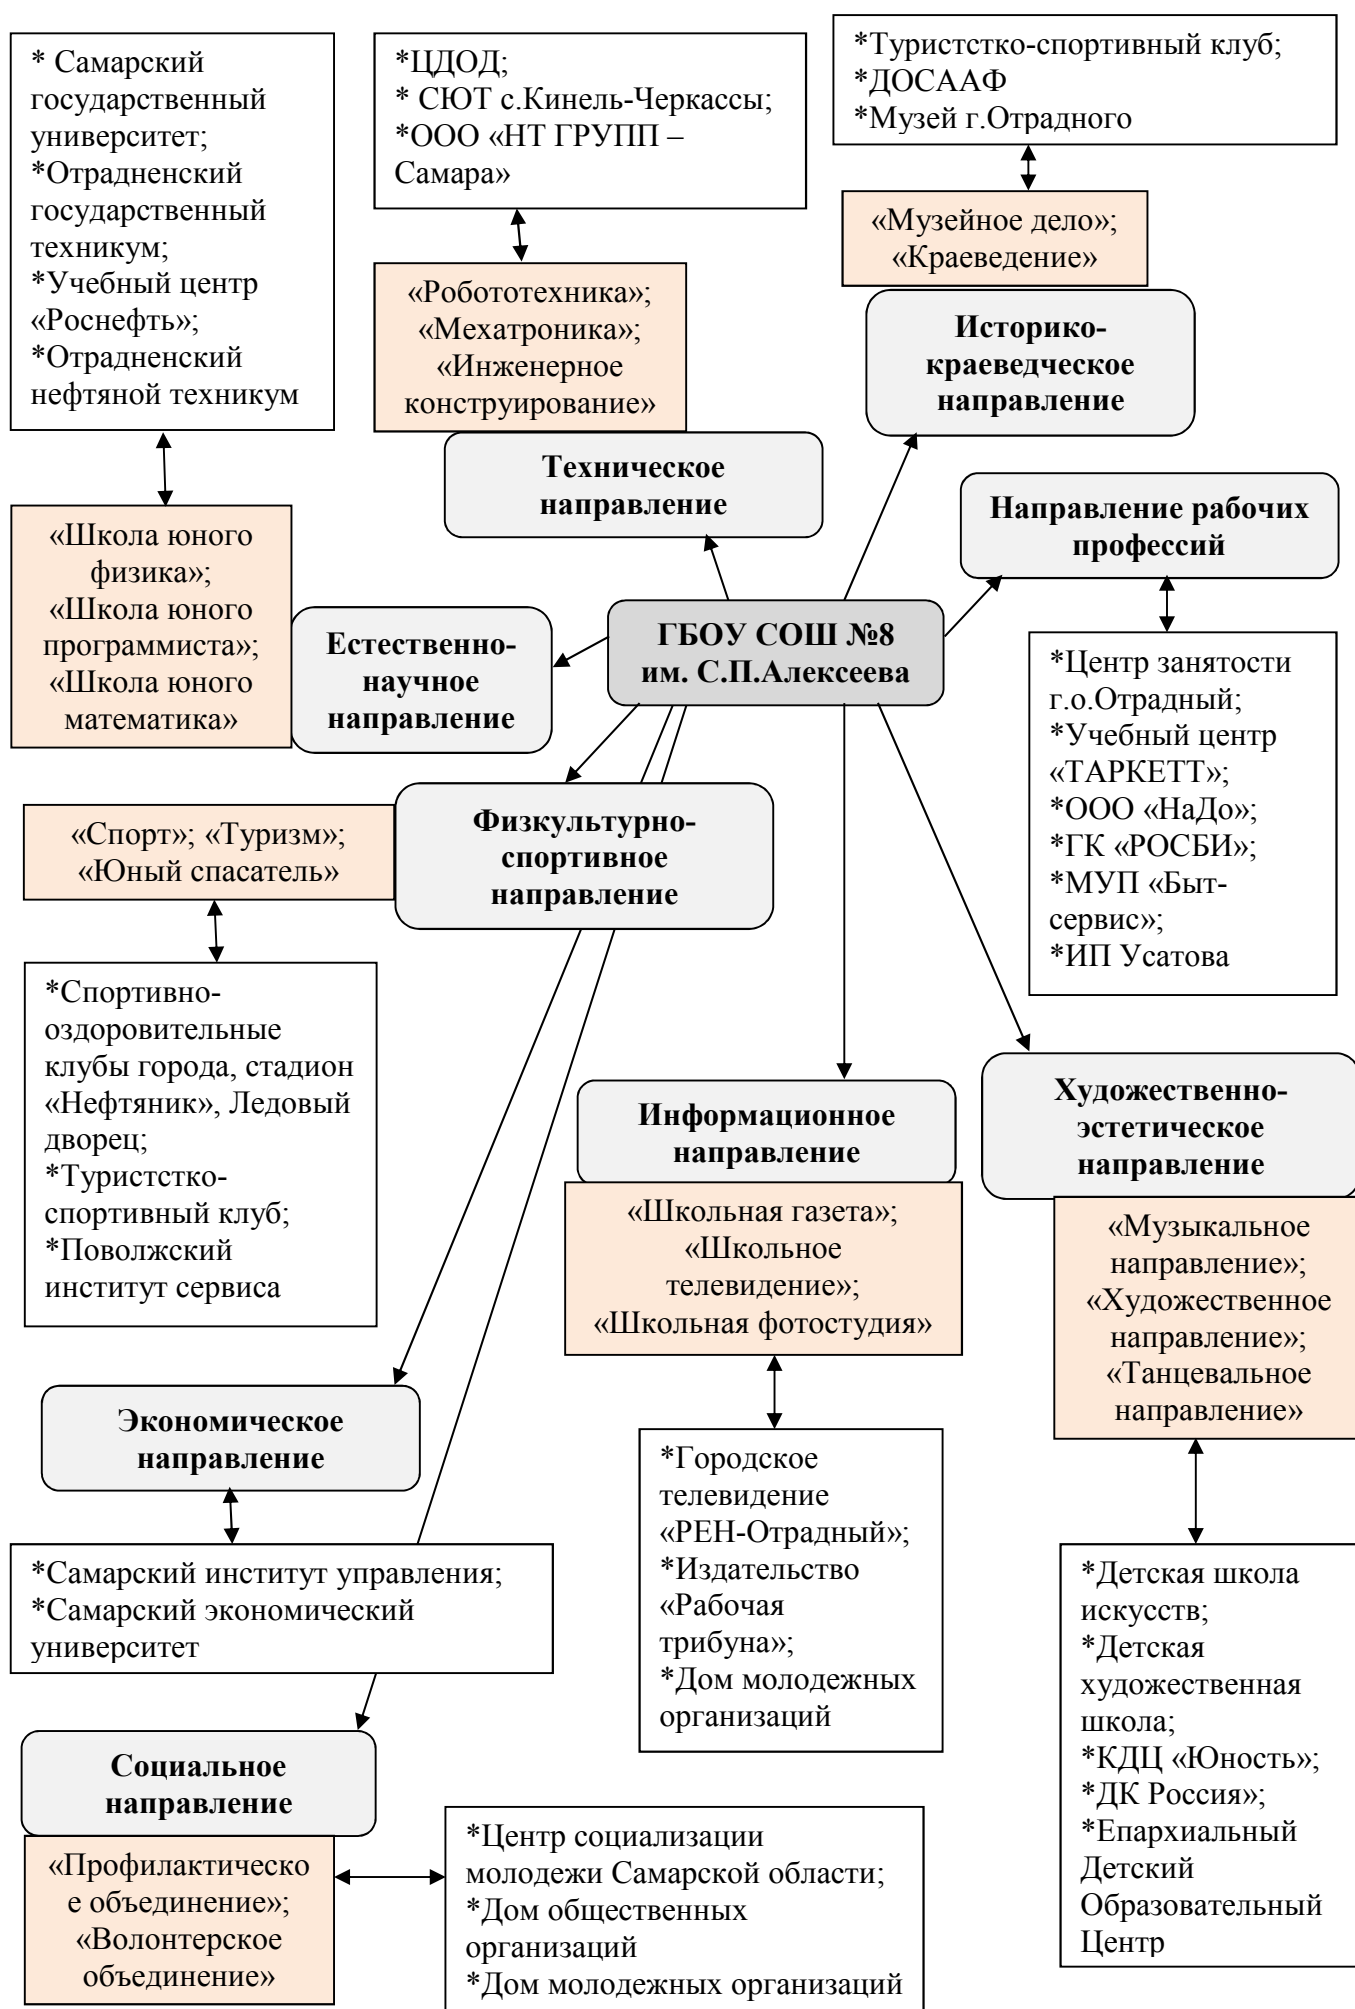 * Самарский
государственный
университет;
*Отрадненский
государственный
техникум;
*Учебный центр
«Роснефть»;
*Отрадненский
нефтяной техникум
*ЦДОД;
* СЮТ с.Кинель-Черкассы;
*ООО «НТ ГРУПП –
Самара»
*Туристстко-спортивный клуб;
*ДОСААФ
*Музей г.Отрадного
«Музейное дело»;
«Краеведение»
Историко-
краеведческое
направление
«Робототехника»;
«Мехатроника»;
«Инженерное
конструирование»
Техническое
направление
Направление рабочих
профессий
«Школа юного
физика»;
«Школа юного
программиста»;
«Школа юного
математика»
Естественно-
научное
направление
ГБОУ СОШ №8
им. С.П.Алексеева
*Центр занятости
г.о.Отрадный;
*Учебный центр
«ТАРКЕТТ»;
*ООО «НаДо»;
*ГК «РОСБИ»;
*МУП «Быт-
сервис»;
*ИП Усатова
«Спорт»; «Туризм»;
«Юный спасатель»
Физкультурно-
спортивное
направление
*Спортивно-
оздоровительные
клубы города, стадион
«Нефтяник», Ледовый
дворец;
*Туристстко-
спортивный клуб;
*Поволжский
институт сервиса
Информационное
направление
«Школьная газета»;
«Школьное
телевидение»;
«Школьная фотостудия»
Художественно-
эстетическое
направление
«Музыкальное
направление»;
«Художественное
направление»;
«Танцевальное
направление»
Экономическое
направление
*Самарский институт управления;
*Самарский экономический
университет
*Городское
телевидение
«РЕН-Отрадный»;
*Издательство
«Рабочая
трибуна»;
*Дом молодежных
организаций
*Детская школа
искусств;
*Детская
художественная
школа;
*КДЦ «Юность»;
*ДК Россия»;
*Епархиальный
Детский
Образовательный
Центр
Социальное
направление
«Профилактическо
е объединение»;
«Волонтерское
объединение»
*Центр социализации
молодежи Самарской области;
*Дом общественных
организаций
*Дом молодежных организаций